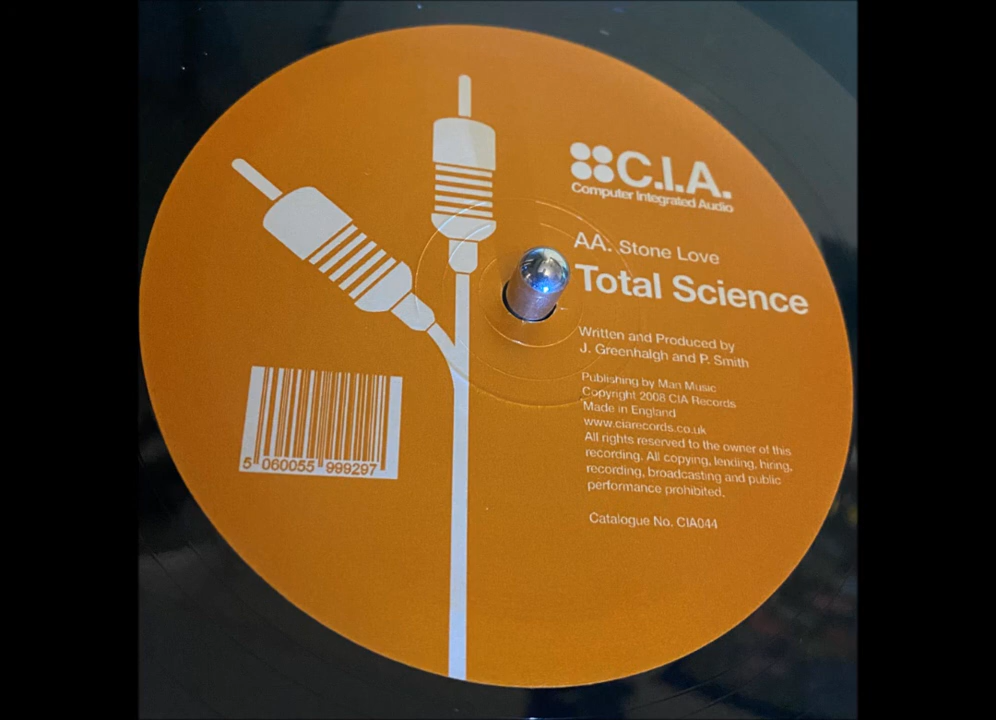 C.I.A.
Computer Integrated Audio
AA. Stone Love
Total Science
Written and Produced by
J. Greenhalgh and P. Smith
Publishing by Man Music
Copyright 2008 CIA Records
Made in England
www.ciarecords.co.uk
All rights reserved to the owner of this
recording. All copying, lending, hiring,
recording, broadcasting and public
performance prohibited.
Catalogue No. CIA044
5 060055 999297